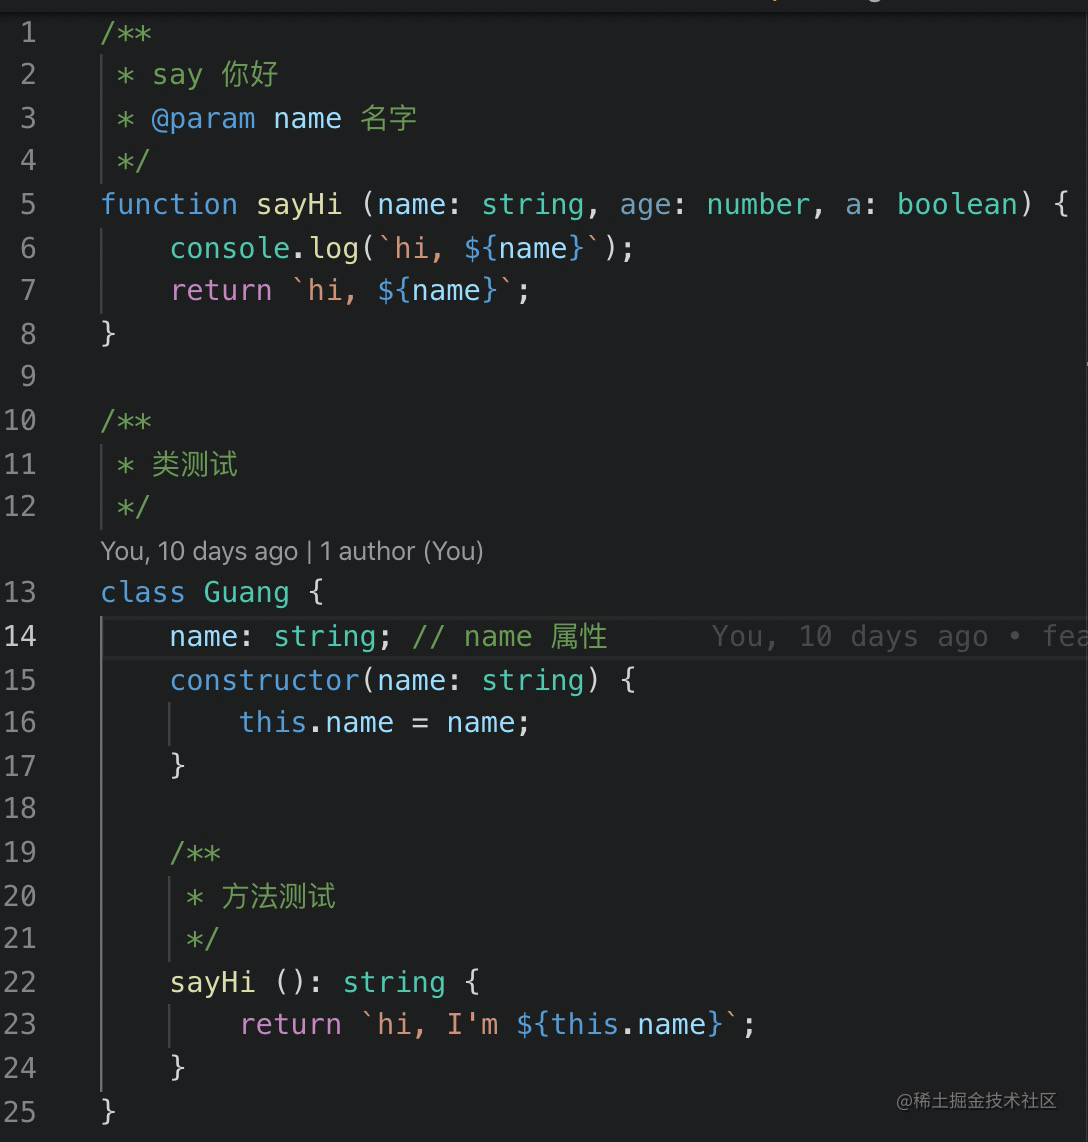 1 /**
2  * say 你好
3  * @param name 名字
4  */
5 function sayHi (name: string, age: number, a: boolean) {
6     console.log(`hi, ${name}`);
7     return `hi, ${name}`;
8 }
9
10 /**
11  * 类测试
12  */
You, 10 days ago | 1 author (You)
13 class Guang {
14     name: string; // name 属性      You, 10 days ago •
15     constructor(name: string) {
16         this.name = name;
17     }
18
19     /**
20      * 方法测试
21      */
22     sayHi (): string {
23         return `hi, I'm ${this.name}`;
24     }
25 }
@稀土掘金技术社区